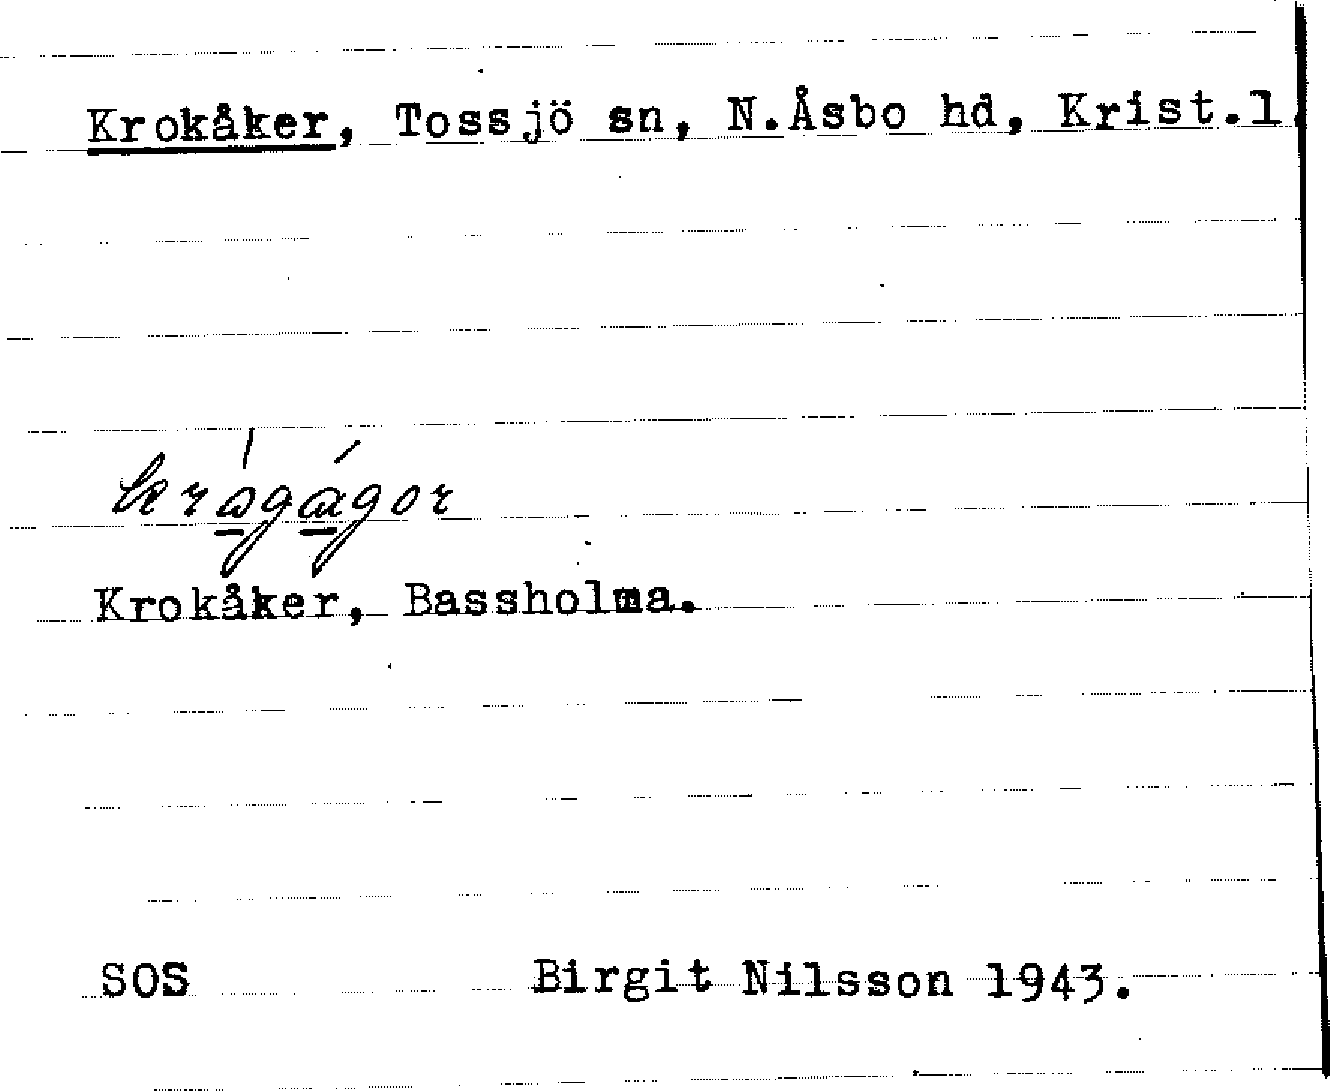 Krokåker, Tossjö sn, N.Åsbo hd, Krist.l.
Krokåker, Bassholma.
SOS Birgit Nilsson 1943.